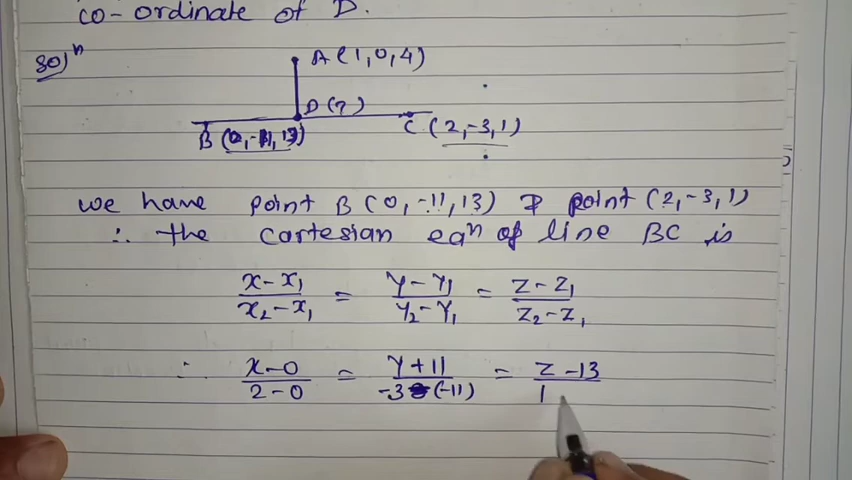 co-ordinate of D.
Solⁿ
A (1,0,4)
D (?)
B (0,-11,13)
C (2,-3,1)
we have point B (0,-11,13) & point (2,-3,1)
∴ the cartesian eqⁿ of line BC is
x-x₁/x₂-x₁ = y-y₁/y₂-y₁ = z-z₁/z₂-z₁
∴ x-0/2-0 = y+11/-3-(-11) = z-13/1